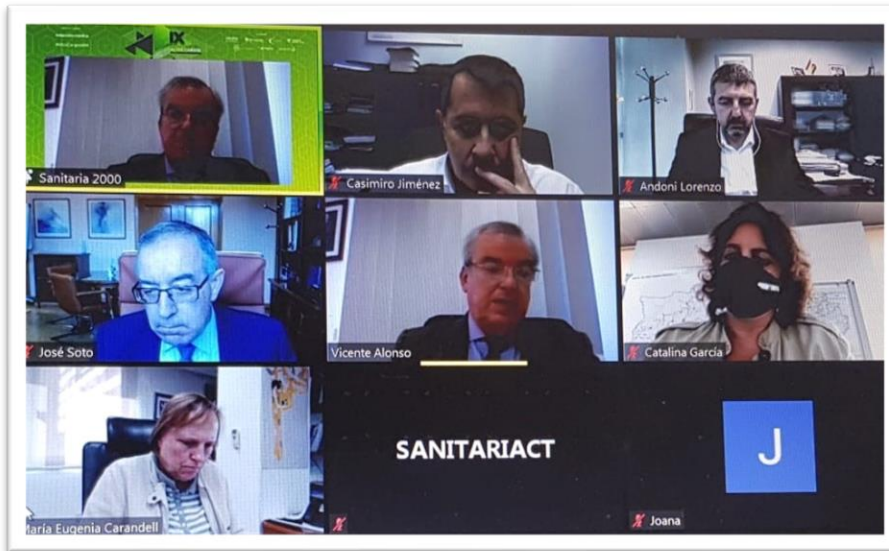 IX
Sanitaria 2000
Casimiro Jiménez
Andoni Lorenzo
José Soto
Vicente Alonso
Catalina García
María Eugenia Carandell
SANITARIACT
J
Joana